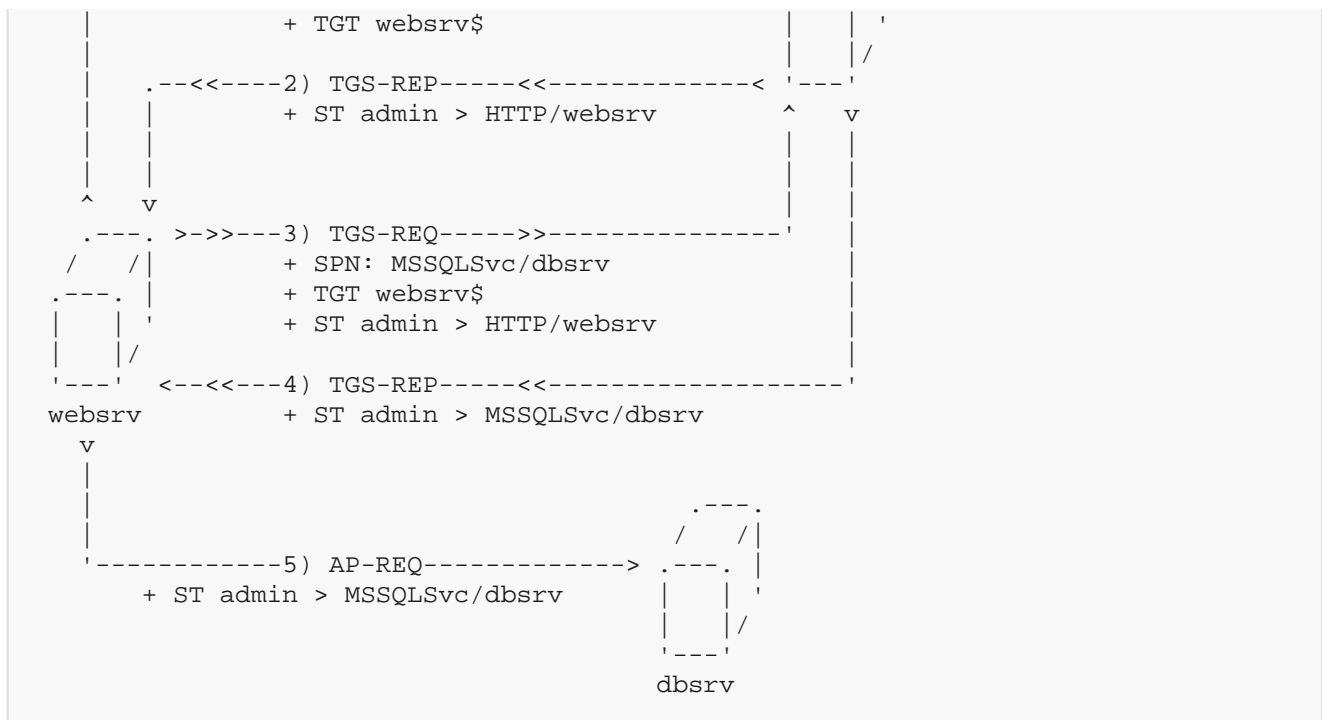 + TGT websrv$
.--<<----2) TGS-REP-----<<-------------< '---'
+ ST admin > HTTP/websrv ^ v
^ v
.---. >->>---3) TGS-REQ----->>---------------'
+ SPN: MSSQLSvc/dbsrv
+ TGT websrv$
+ ST admin > HTTP/websrv
'---' <--<<---4) TGS-REP-----<<-------------------'
websrv + ST admin > MSSQLSvc/dbsrv
v
'------------5) AP-REQ------------->
+ ST admin > MSSQLSvc/dbsrv
dbsrv